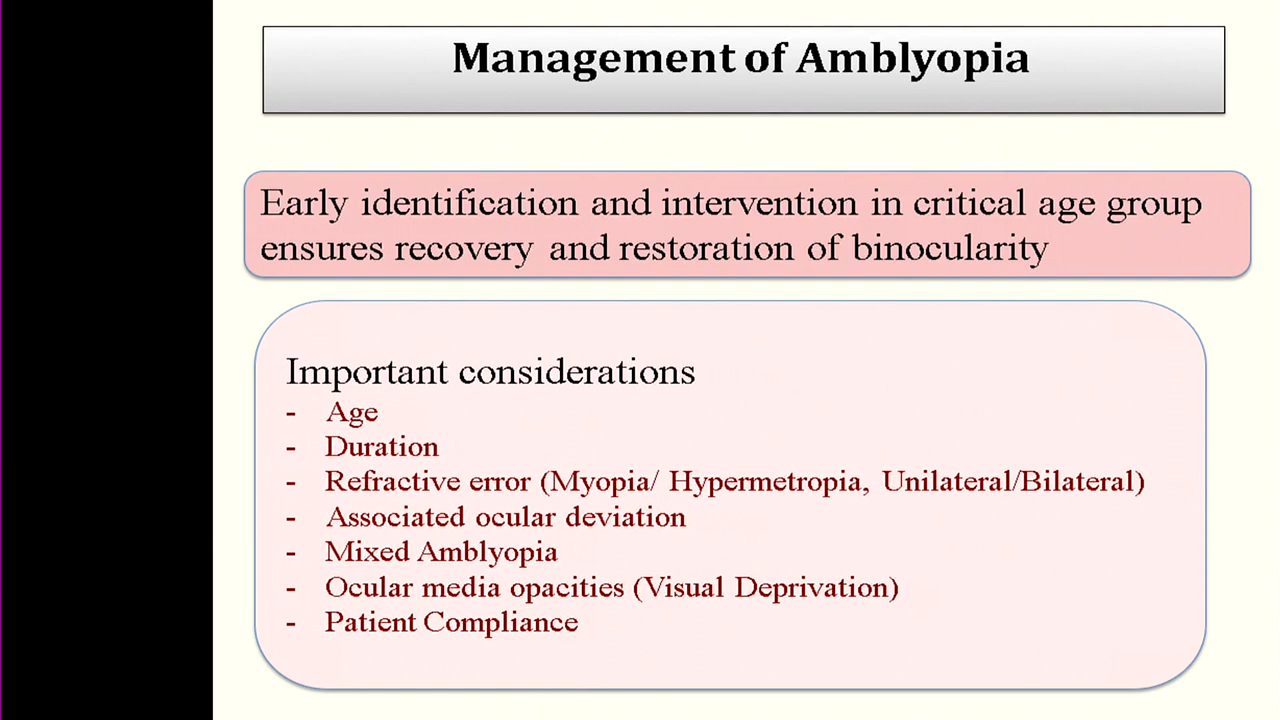 Management of Amblyopia
Early identification and intervention in critical age group
ensures recovery and restoration of binocularity
Important considerations
- Age
- Duration
- Refractive error (Myopia/ Hypermetropia, Unilateral/Bilateral)
- Associated ocular deviation
- Mixed Amblyopia
- Ocular media opacities (Visual Deprivation)
- Patient Compliance